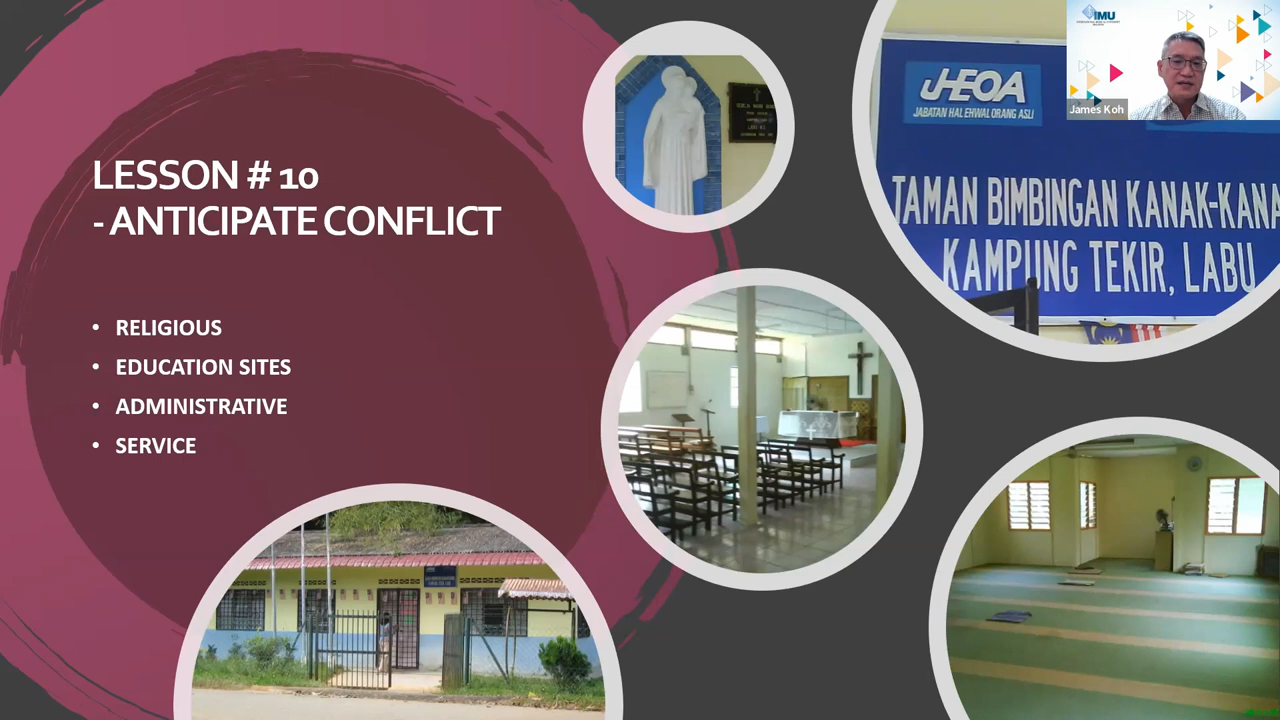 LESSON # 10
- ANTICIPATE CONFLICT
• RELIGIOUS
• EDUCATION SITES
• ADMINISTRATIVE
• SERVICE
JHEOA
JABATAN HAL EHWAL ORANG ASLI
TAMAN BIMBINGAN KANAK-KANA
KAMPUNG TEKIR, LABU
IMU
James Koh